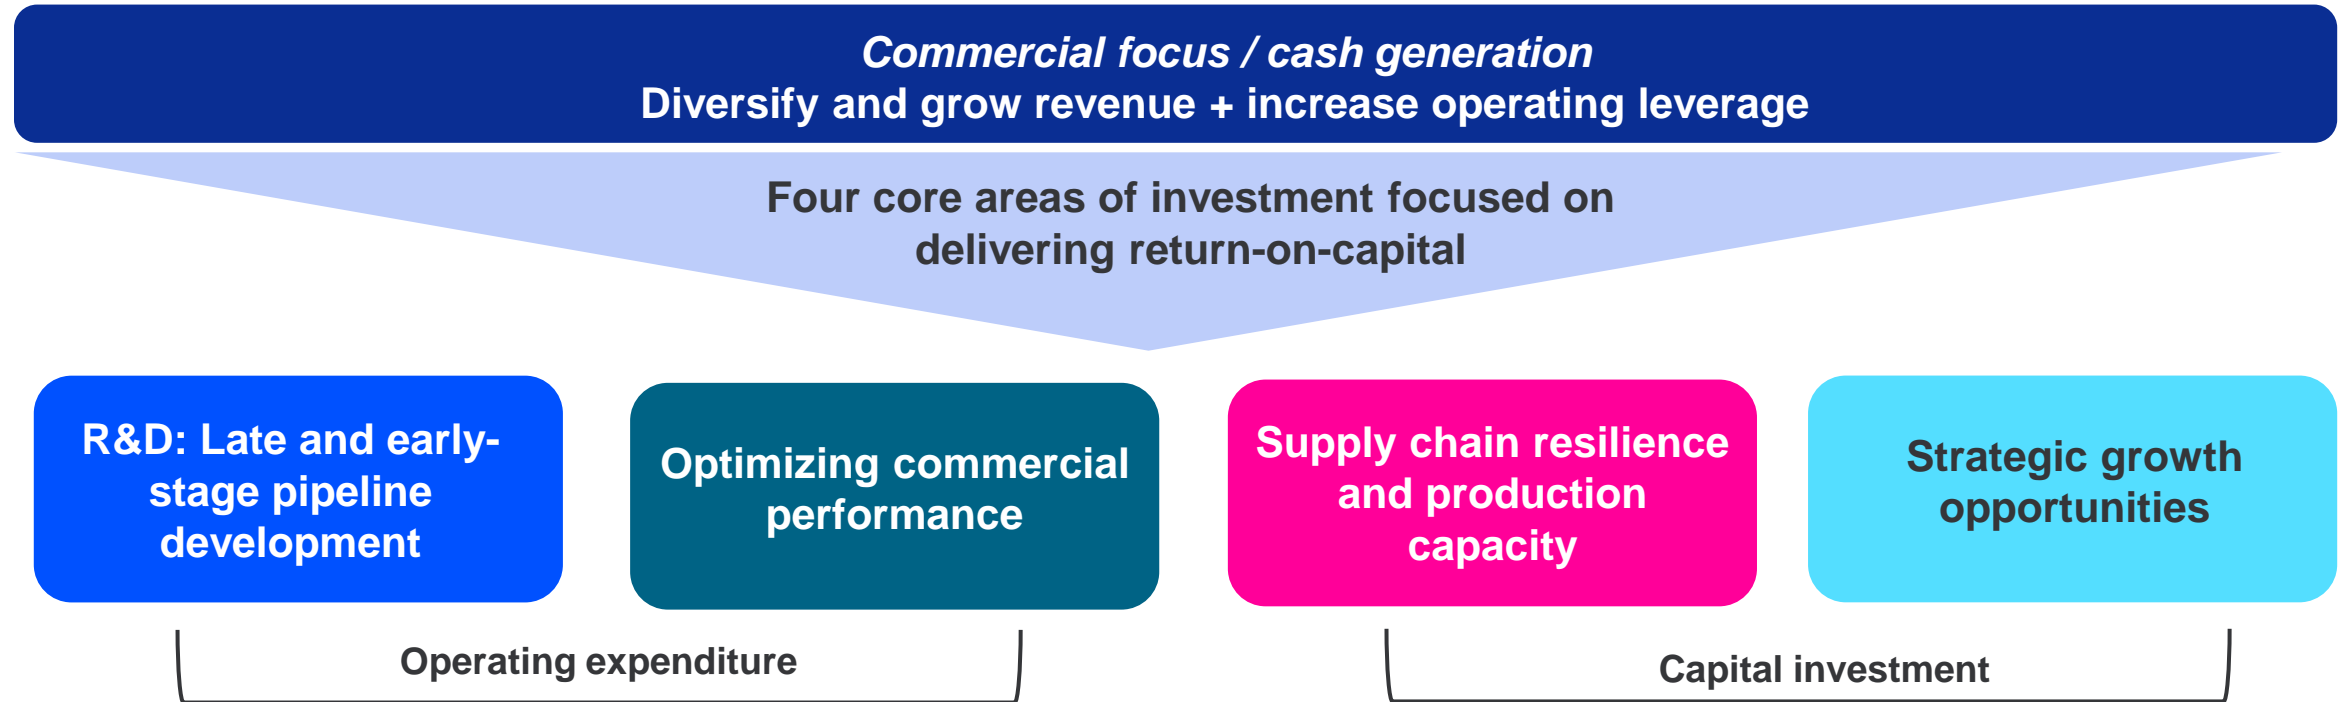 Commercial focus / cash generation
Diversify and grow revenue + increase operating leverage
Four core areas of investment focused on
delivering return-on-capital
R&D: Late and early-
stage pipeline
development
Optimizing commercial
performance
Supply chain resilience
and production
capacity
Strategic growth
opportunities
Operating expenditure
Capital investment